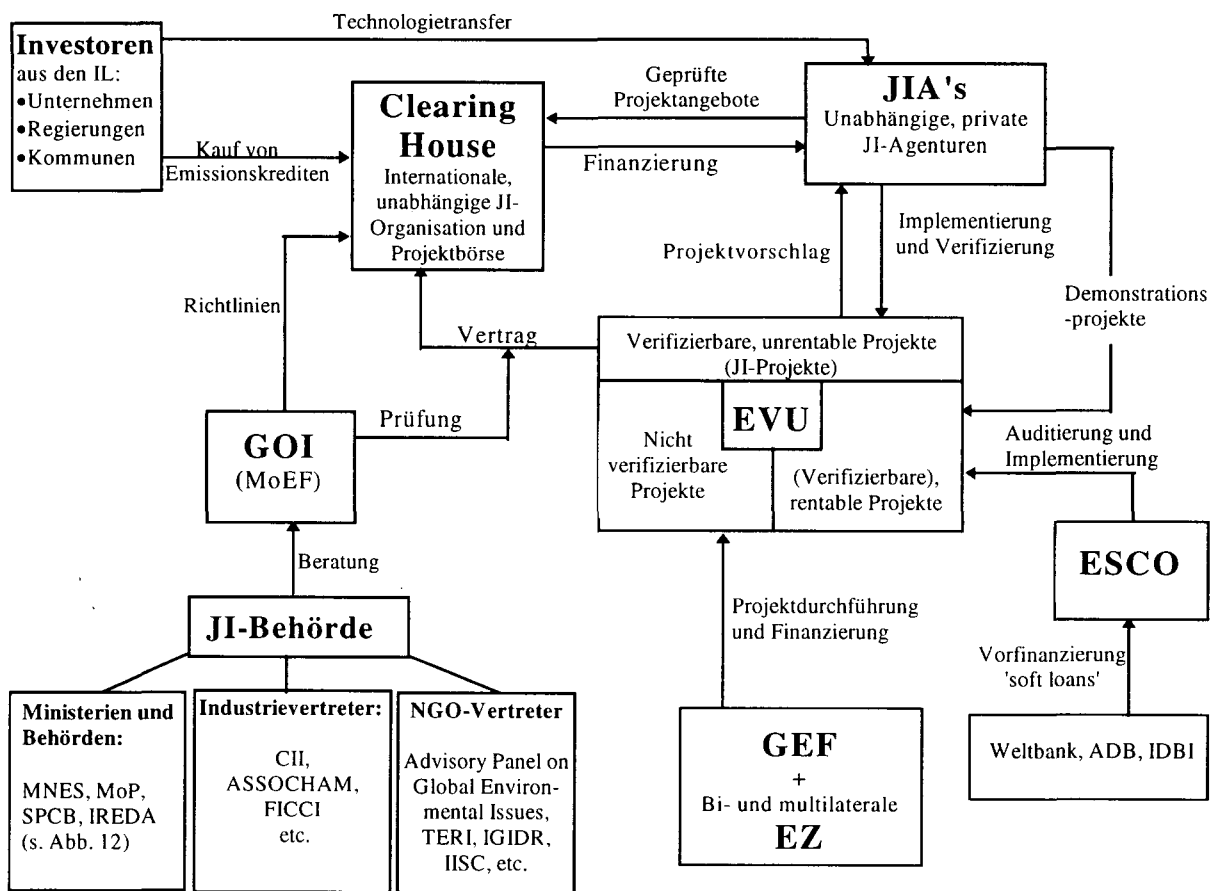 Technologietransfer
Investoren
aus den IL:
•Unternehmen
•Regierungen
•Kommunen
Kauf von
Emissionskrediten
Clearing
House
Internationale,
unabhängige JI-
Organisation und
Projektbörse
Geprüfte
Projektangebote
Finanzierung
JIA's
Unabhängige, private
JI-Agenturen
Projektvorschlag
Implementierung
und Verifizierung
Demonstrations
-projekte
Richtlinien
Vertrag
Prüfung
Verifizierbare, unrentable Projekte
(JI-Projekte)
EVU
Nicht
verifizierbare
Projekte
(Verifizierbare),
rentable Projekte
Auditierung und
Implementierung
GOI
(MoEF)
Beratung
ESCO
JI-Behörde
Projektdurchführung
und Finanzierung
Vorfinanzierung
'soft loans'
Ministerien und
Behörden:
MNES, MoP,
SPCB, IREDA
(s. Abb. 12)
Industrievertreter:
CII,
ASSOCHAM,
FICCI
etc.
NGO-Vertreter
Advisory Panel on
Global Environ-
mental Issues,
TERI, IGIDR,
IISC, etc.
GEF
+
Bi- und multilaterale
EZ
Weltbank, ADB, IDBI